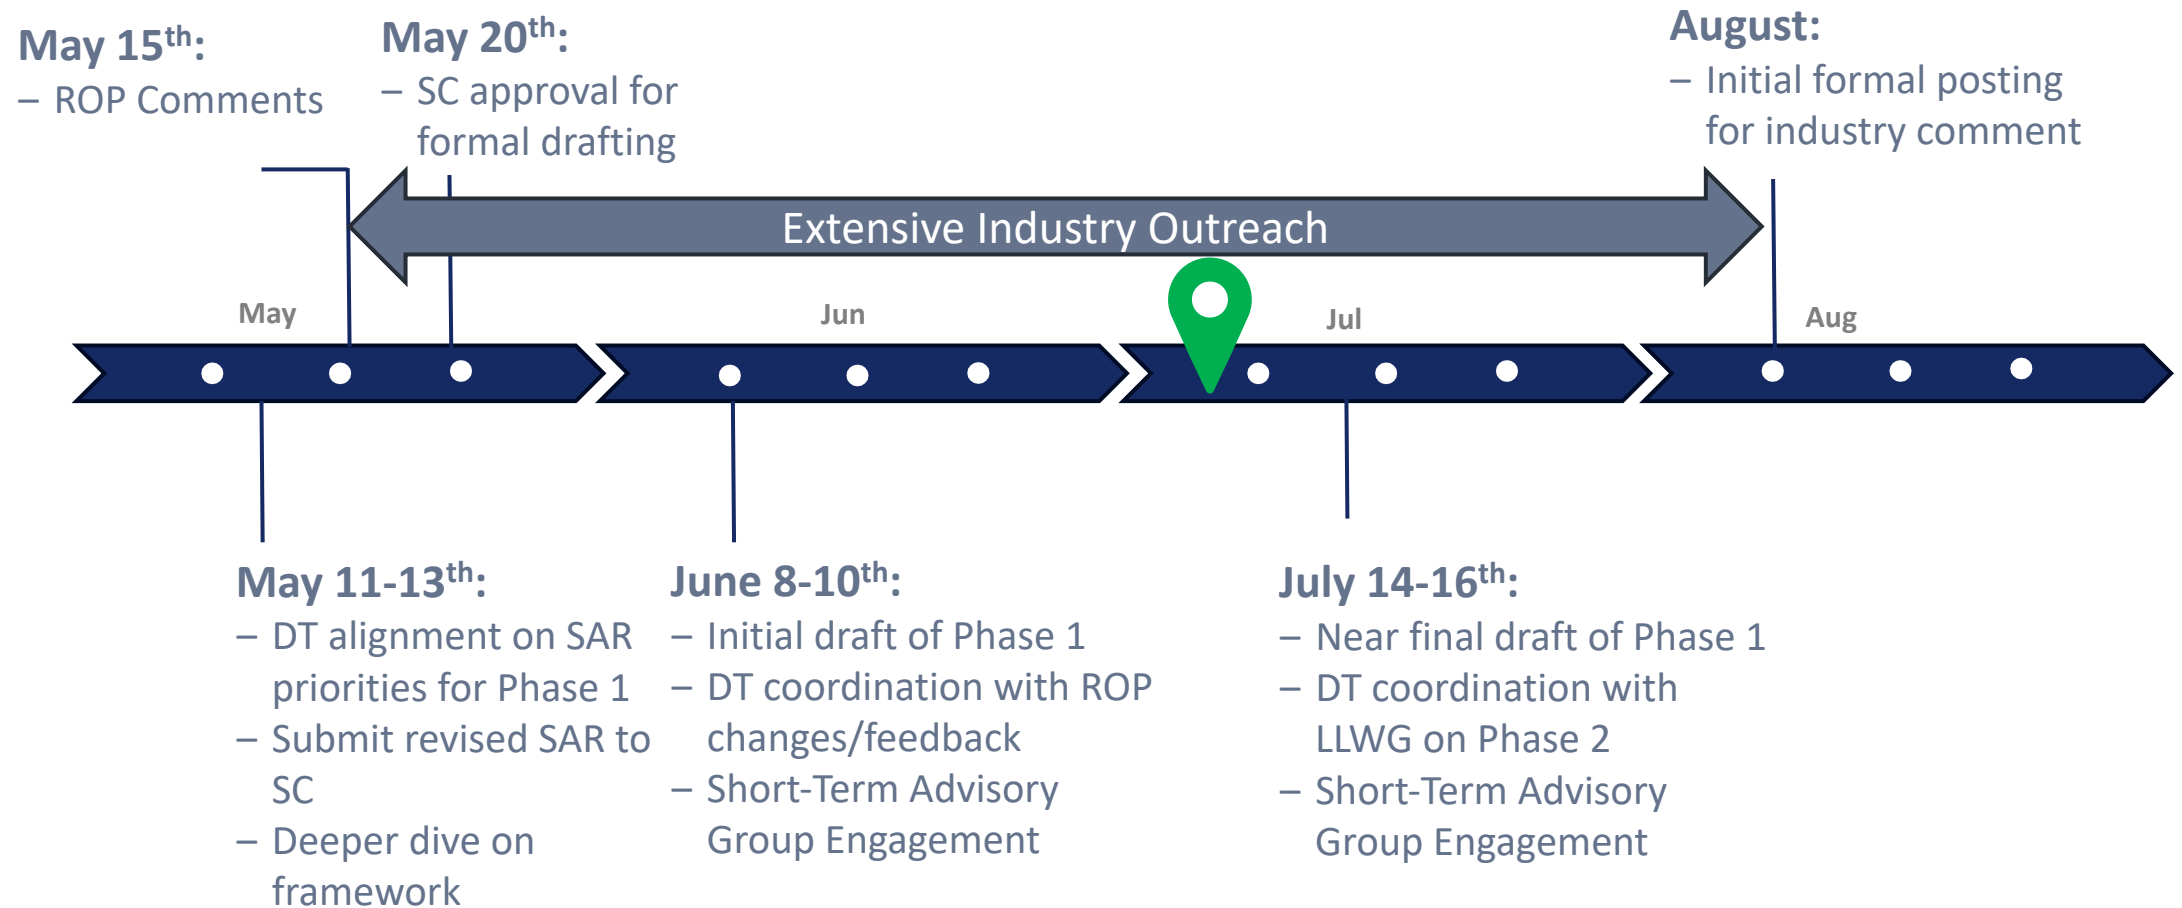 May 15th:
– ROP Comments
May 20th:
– SC approval for
formal drafting
August:
– Initial formal posting
for industry comment
Extensive Industry Outreach
May
Jun
Jul
Aug
May 11-13th:
– DT alignment on SAR
priorities for Phase 1
– Submit revised SAR to
SC
– Deeper dive on
framework
June 8-10th:
– Initial draft of Phase 1
– DT coordination with ROP
changes/feedback
– Short-Term Advisory
Group Engagement
July 14-16th:
– Near final draft of Phase 1
– DT coordination with
LLWG on Phase 2
– Short-Term Advisory
Group Engagement